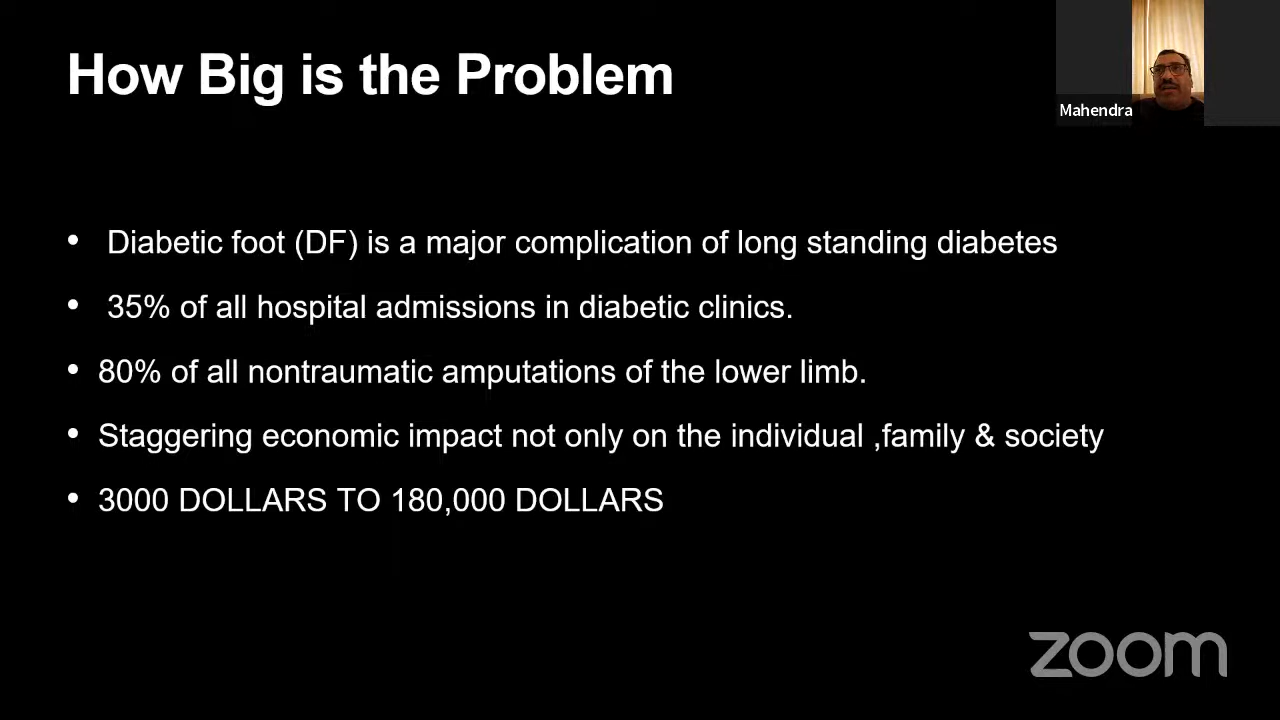 How Big is the Problem
Mahendra
• Diabetic foot (DF) is a major complication of long standing diabetes
• 35% of all hospital admissions in diabetic clinics.
• 80% of all nontraumatic amputations of the lower limb.
• Staggering economic impact not only on the individual ,family & society
• 3000 DOLLARS TO 180,000 DOLLARS
zoom